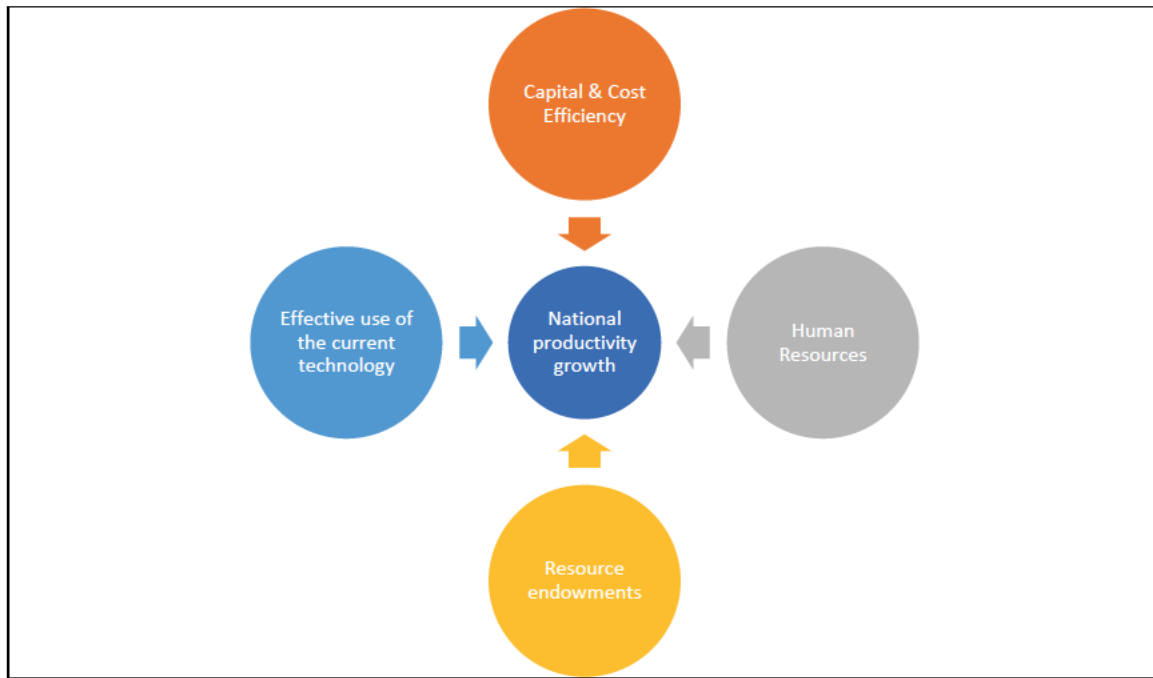 Capital & Cost
Efficiency
Effective use of
the current
technology
National
productivity
growth
Human
Resources
Resource
endowments